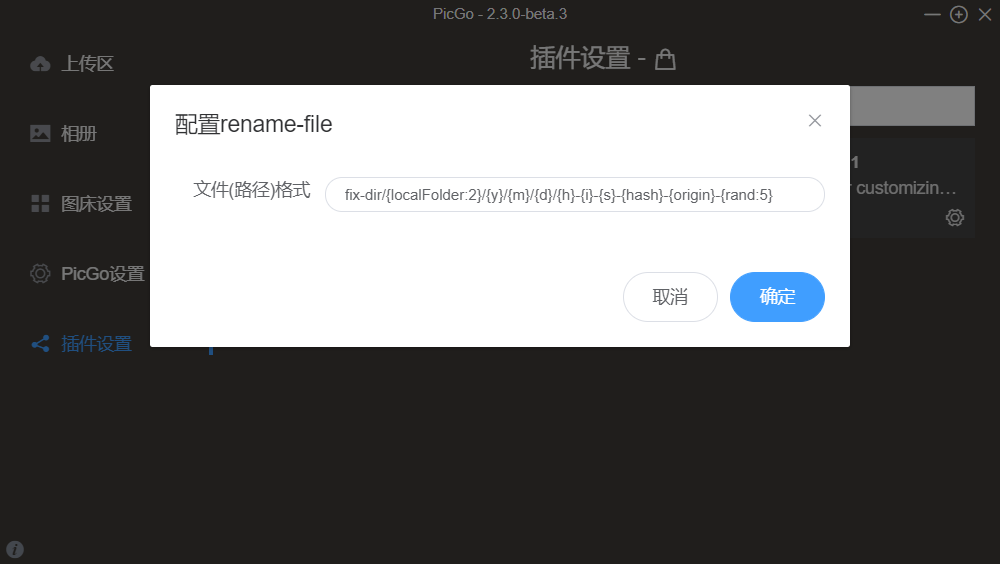 PicGo - 2.3.0-beta.3
上传区
插件设置 -
配置rename-file
相册
1
文件(路径)格式
fix-dir/{localFolder:2}/{y}/{m}/{d}/{h}-{i}-{s}-{hash}-{origin}-{rand:5}
customizin…
图床设置
PicGo设置
取消
确定
插件设置